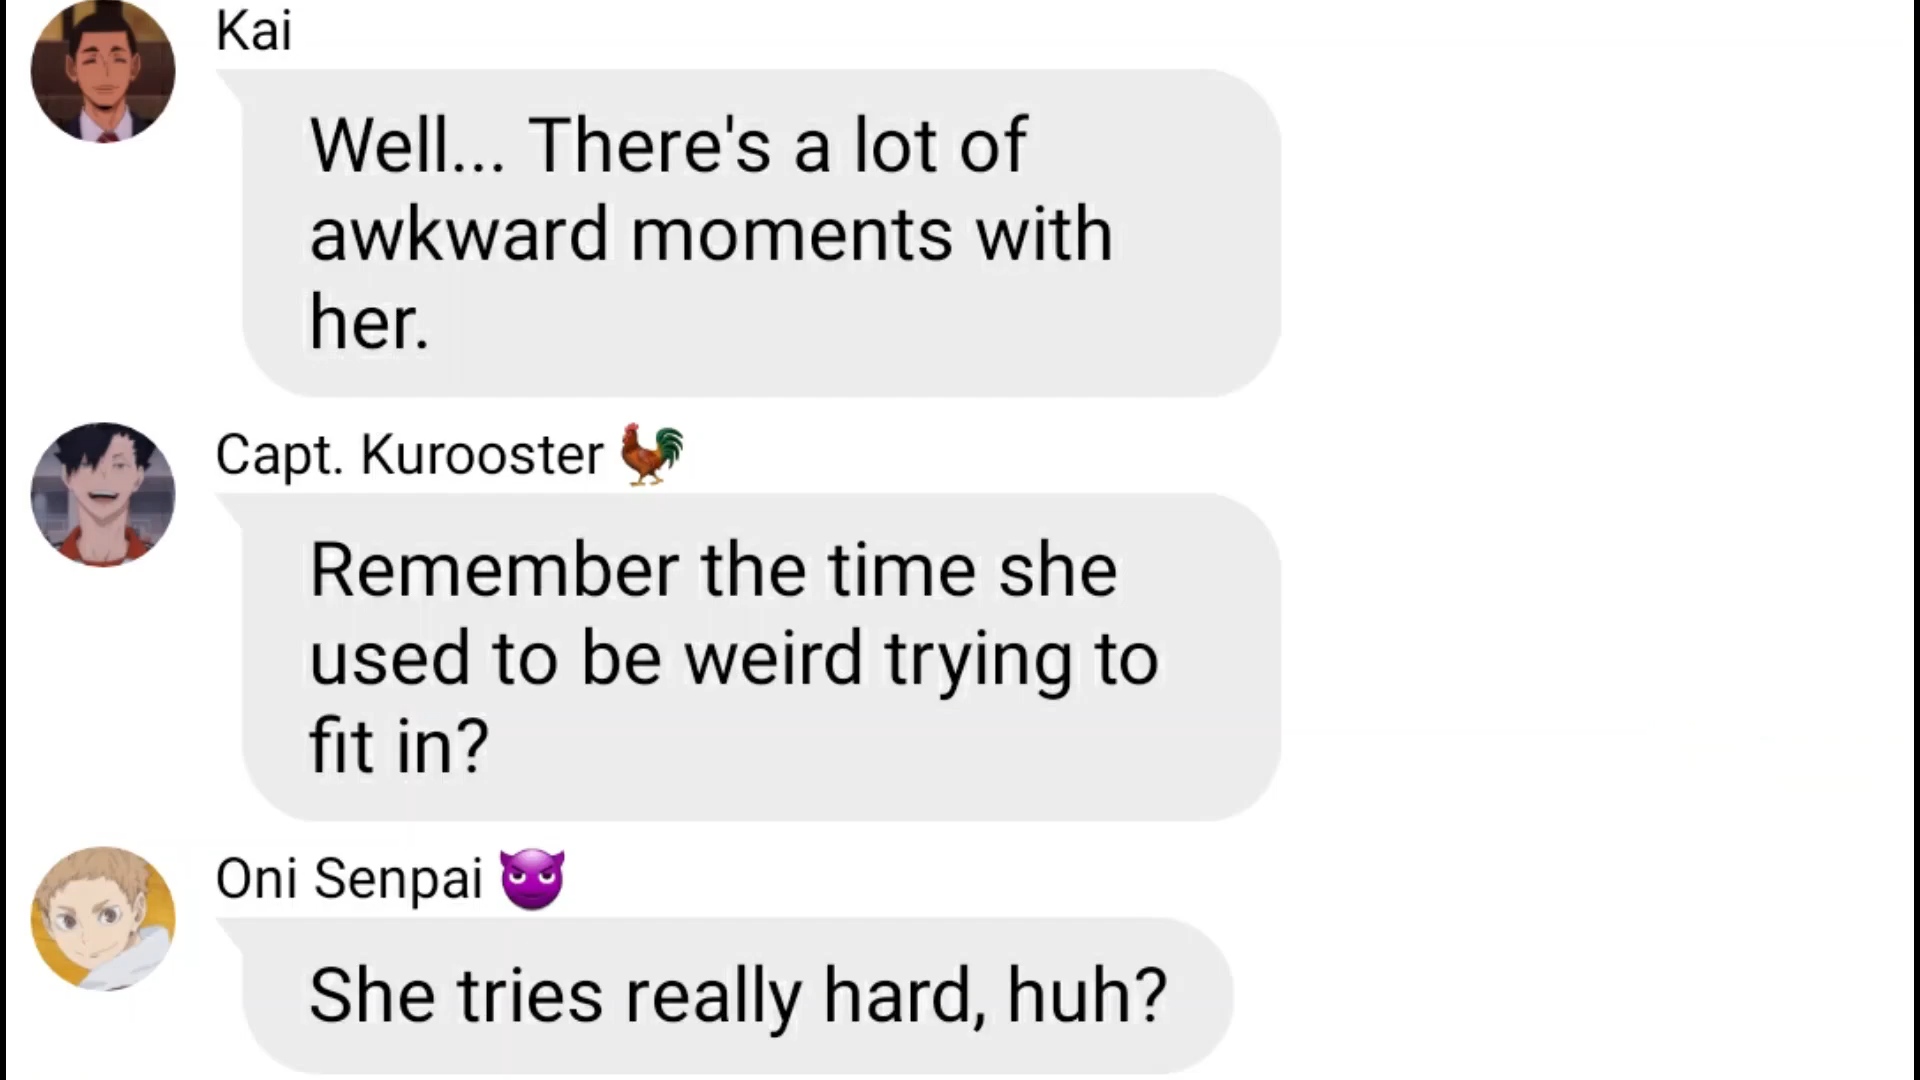 Kai
Well... There's a lot of
awkward moments with
her.
Capt. Kurooster 🐓
Remember the time she
used to be weird trying to
fit in?
Oni Senpai 😈
She tries really hard, huh?